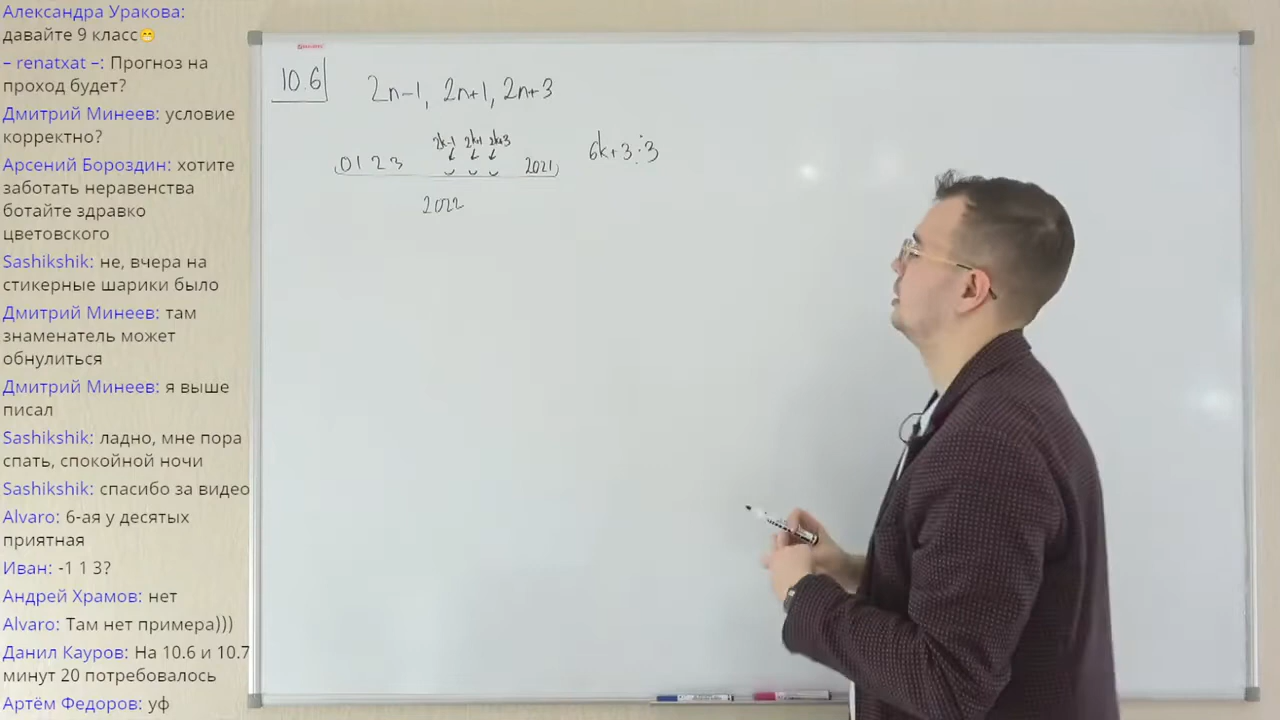 Александра Уракова:
давайте 9 класс😁
– renatxat –: Прогноз на
проход будет?
Дмитрий Минеев: условие
корректно?
Арсений Бороздин: хотите
заботать неравенства
ботайте здравко
цветовского
Sashikshik: не, вчера на
стикерные шарики было
Дмитрий Минеев: там
знаменатель может
обнулиться
Дмитрий Минеев: я выше
писал
Sashikshik: ладно, мне пора
спать, спокойной ночи
Sashikshik: спасибо за видео
Alvaro: 6-ая у десятых
приятная
Иван: -1 1 3?
Андрей Храмов: нет
Alvaro: Там нет примера)))
Данил Кауров: На 10.6 и 10.7
минут 20 потребовалось
Артём Федоров: уф
10.6
2n-1, 2n+1, 2n+3
2k-1 2k+1 2k+3
0 1 2 3 2021
2022
6k+3⋮3